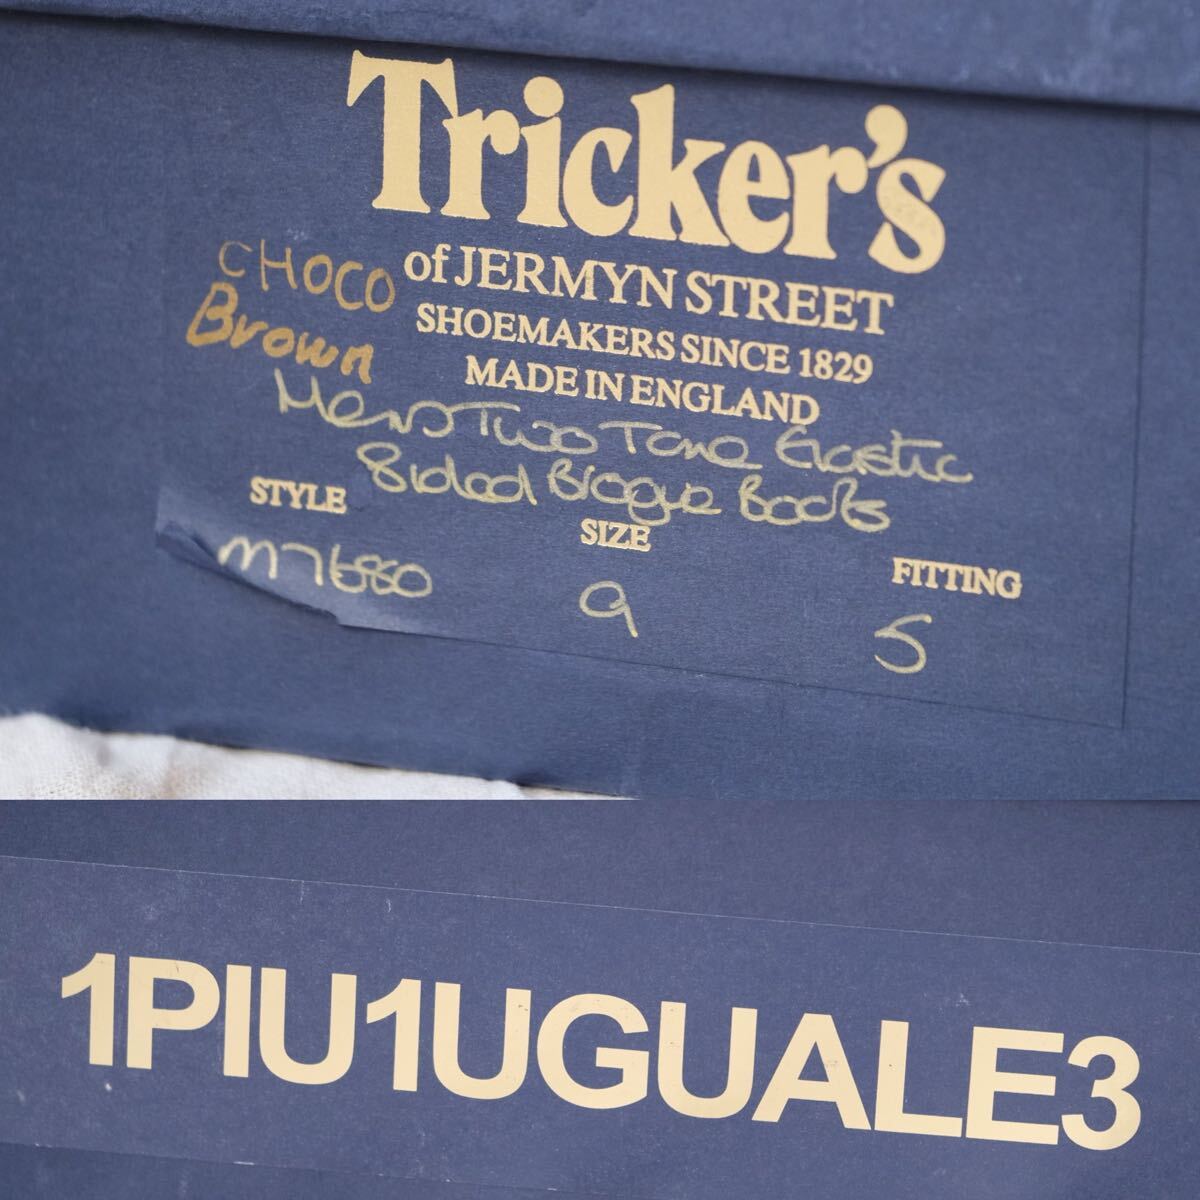 Tricker's
of JERMYN STREET
SHOEMAKERS SINCE 1829
MADE IN ENGLAND
CHOCO
Brown
Mens Two Tone Elastic
Sided Brogue Boots
STYLE SIZE FITTING
M7680 9 5
1PIU1UGUALE3